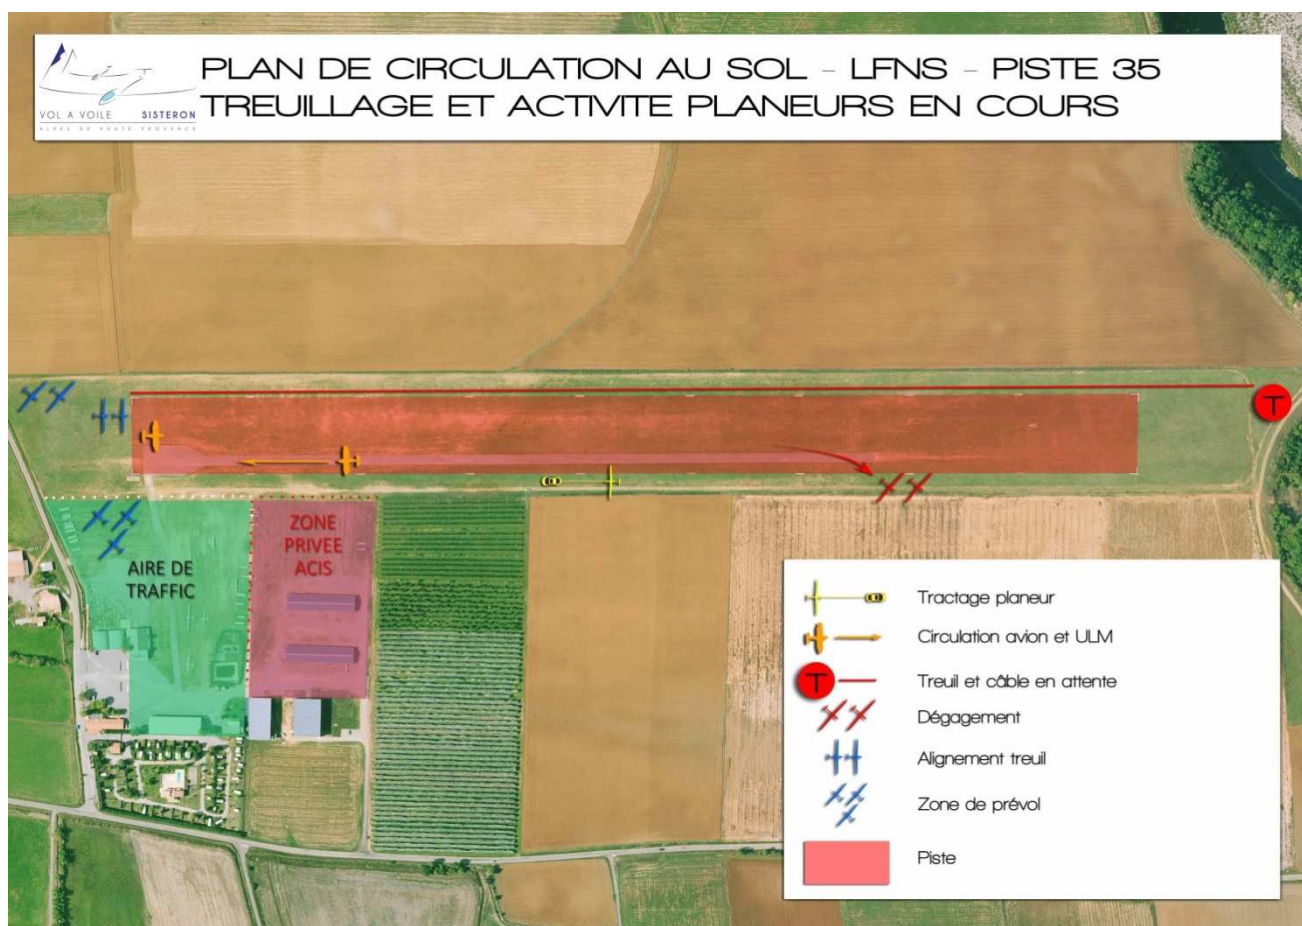 PLAN DE CIRCULATION AU SOL - LFNS - PISTE 35
TREUILLAGE ET ACTIVITE PLANEURS EN COURS
VOL A VOILE SISTERON
ALPES DE HAUTE PROVENCE
T
ZONE
PRIVEE
ACIS
AIRE DE
TRAFFIC
Tractage planeur
Circulation avion et ULM
T
Treuil et câble en attente
Dégagement
Alignement treuil
Zone de prévol
Piste